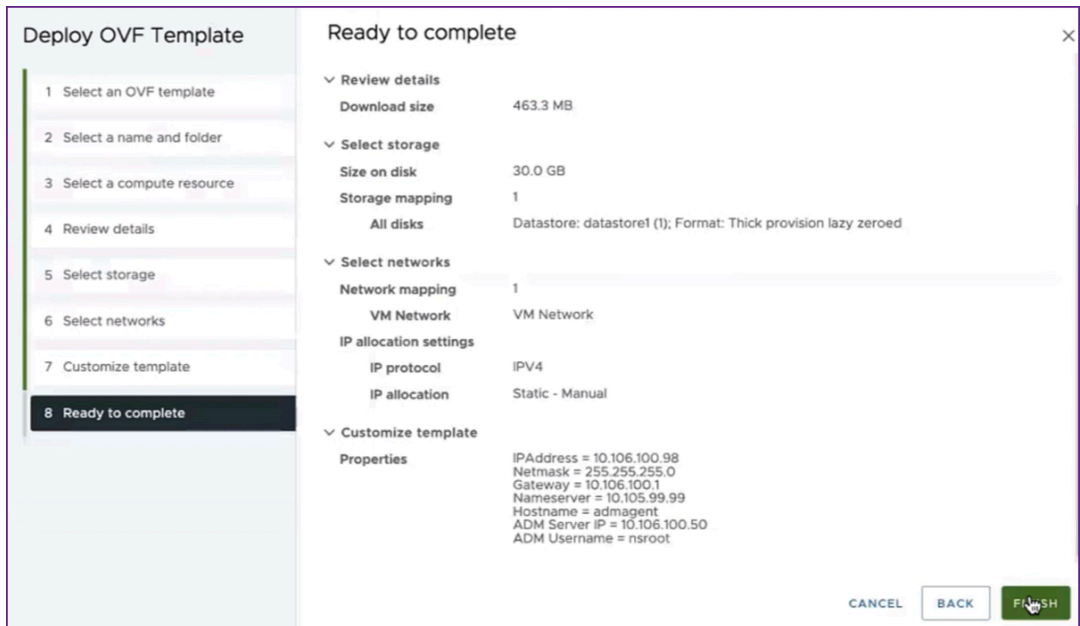 Deploy OVF Template
1 Select an OVF template
2 Select a name and folder
3 Select a compute resource
4 Review details
5 Select storage
6 Select networks
7 Customize template
8 Ready to complete
Ready to complete
Review details
Download size 463.3 MB
Select storage
Size on disk 30.0 GB
Storage mapping 1
All disks Datastore: datastore1 (1); Format: Thick provision lazy zeroed
Select networks
Network mapping 1
VM Network VM Network
IP allocation settings
IP protocol IPV4
IP allocation Static - Manual
Customize template
Properties IPAddress = 10.106.100.98
Netmask = 255.255.255.0
Gateway = 10.106.100.1
Nameserver = 10.105.99.99
Hostname = admagent
ADM Server IP = 10.106.100.50
ADM Username = nsroot
CANCEL BACK FINISH